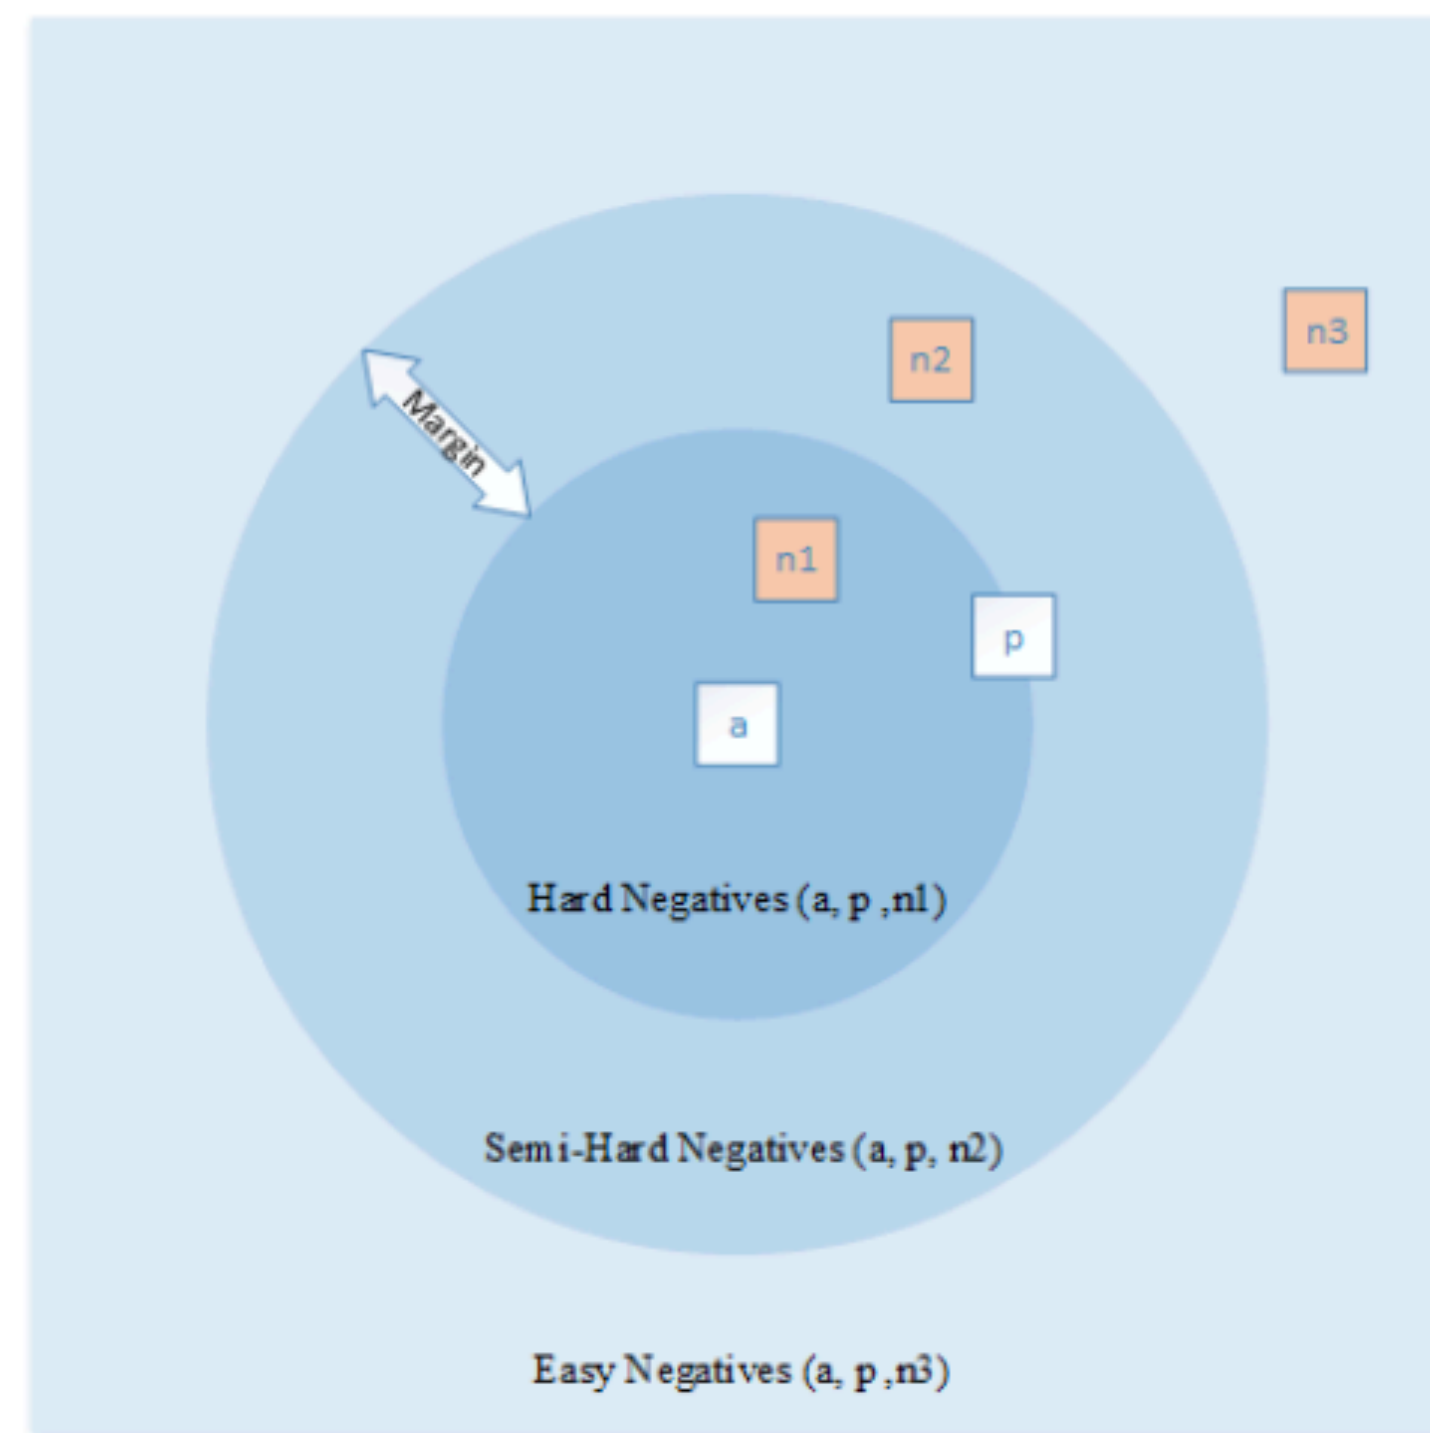 n3
n2
Margin
n1
p
a
Hard Negatives (a, p ,n1)
Semi-Hard Negatives (a, p, n2)
Easy Negatives (a, p ,n3)